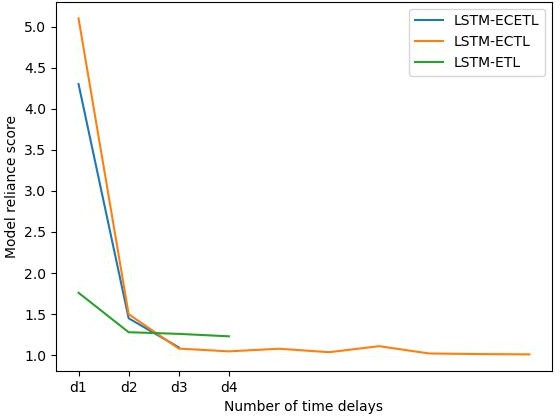 LSTM-ECETL
LSTM-ECTL
LSTM-ETL
5.0
4.5
4.0
3.5
3.0
2.5
2.0
1.5
1.0
Model reliance score
d1 d2 d3 d4
Number of time delays